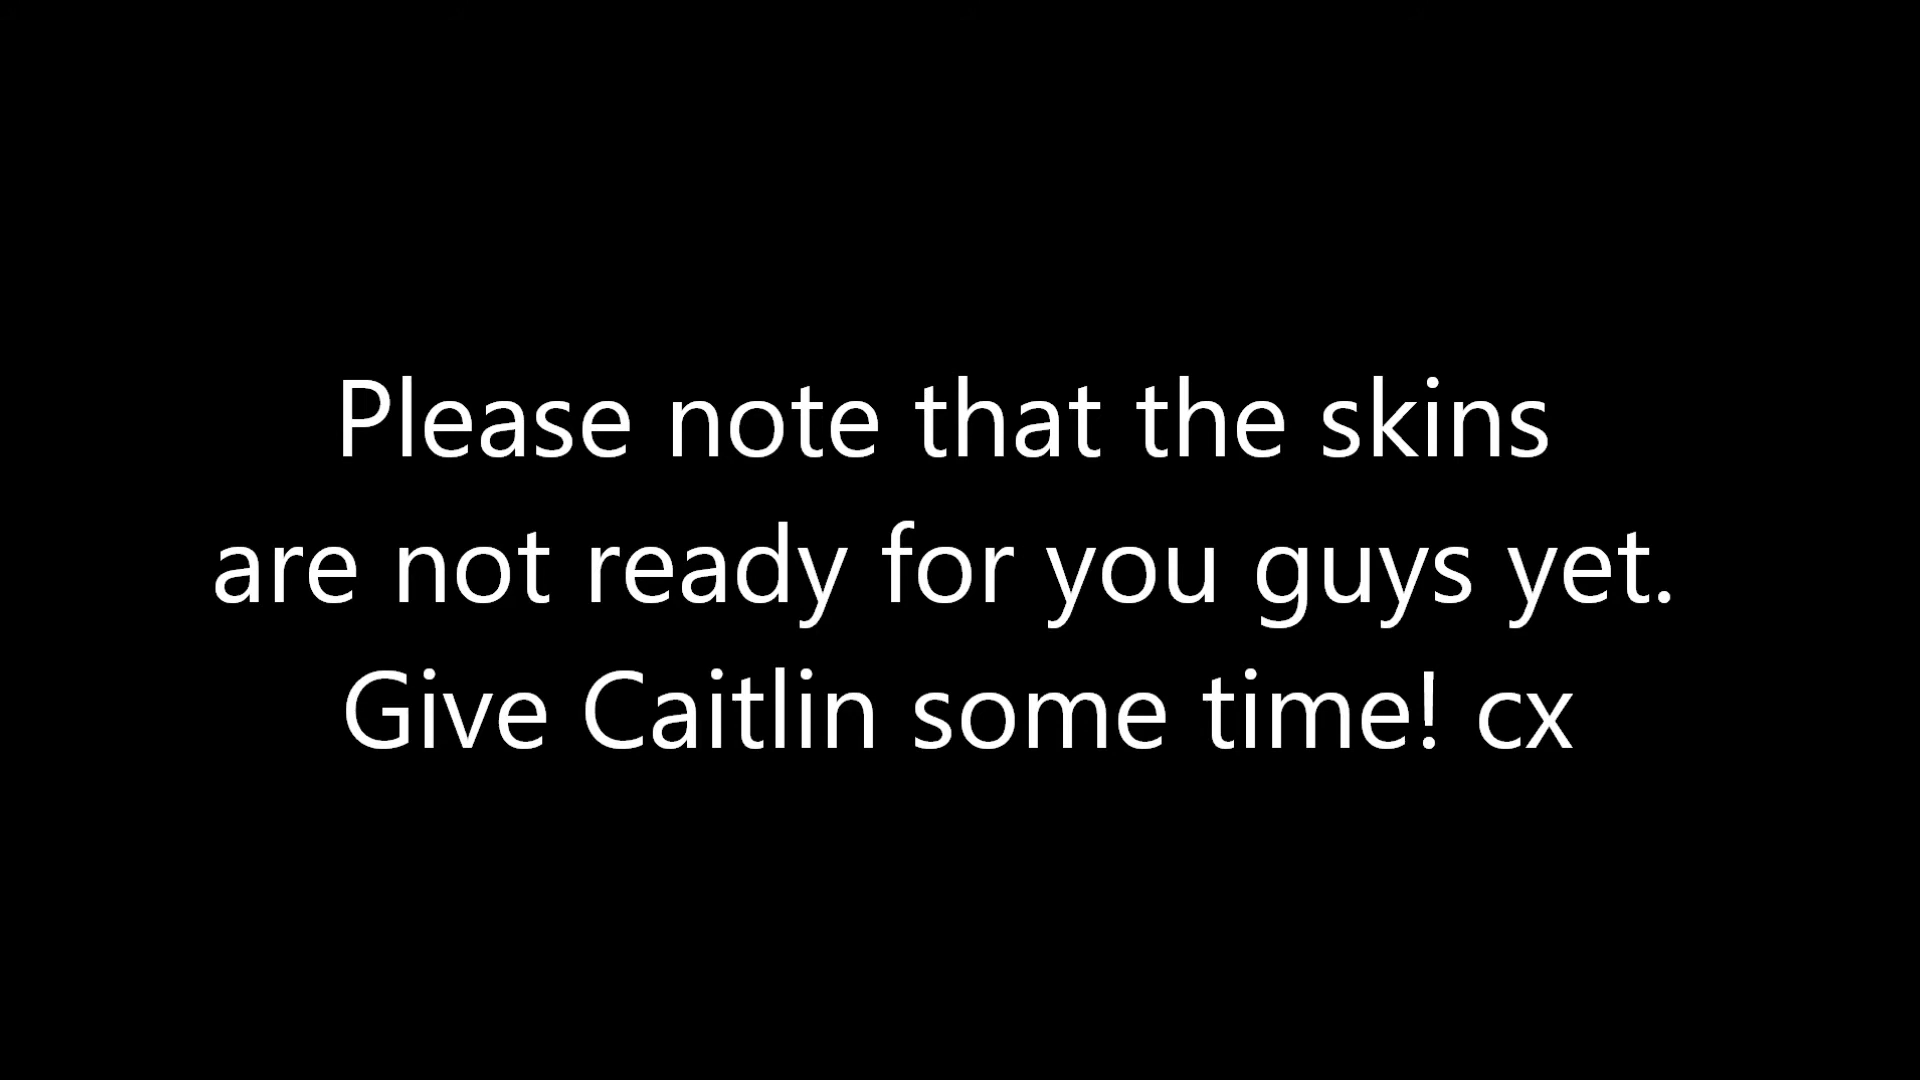 Please note that the skins
are not ready for you guys yet.
Give Caitlin some time! cx